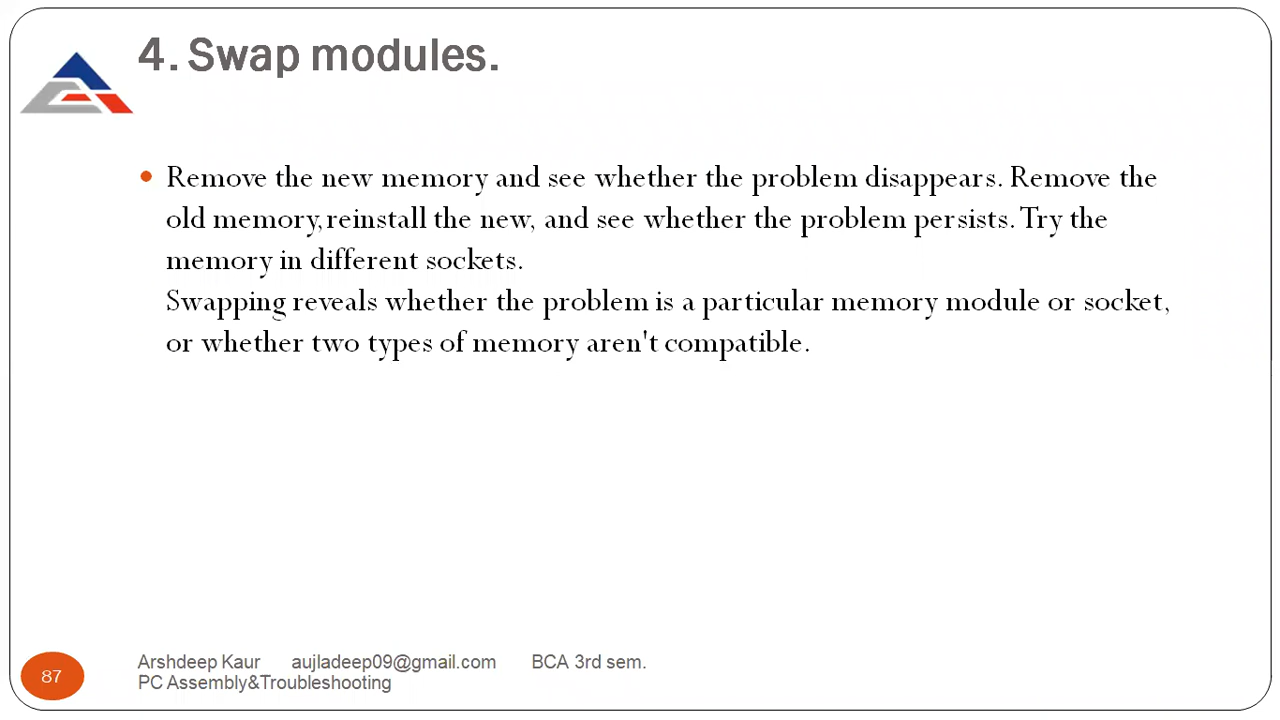 4. Swap modules.
• Remove the new memory and see whether the problem disappears. Remove the
old memory, reinstall the new, and see whether the problem persists. Try the
memory in different sockets.
Swapping reveals whether the problem is a particular memory module or socket,
or whether two types of memory aren't compatible.
87
Arshdeep Kaur aujladeep09@gmail.com BCA 3rd sem.
PC Assembly&Troubleshooting